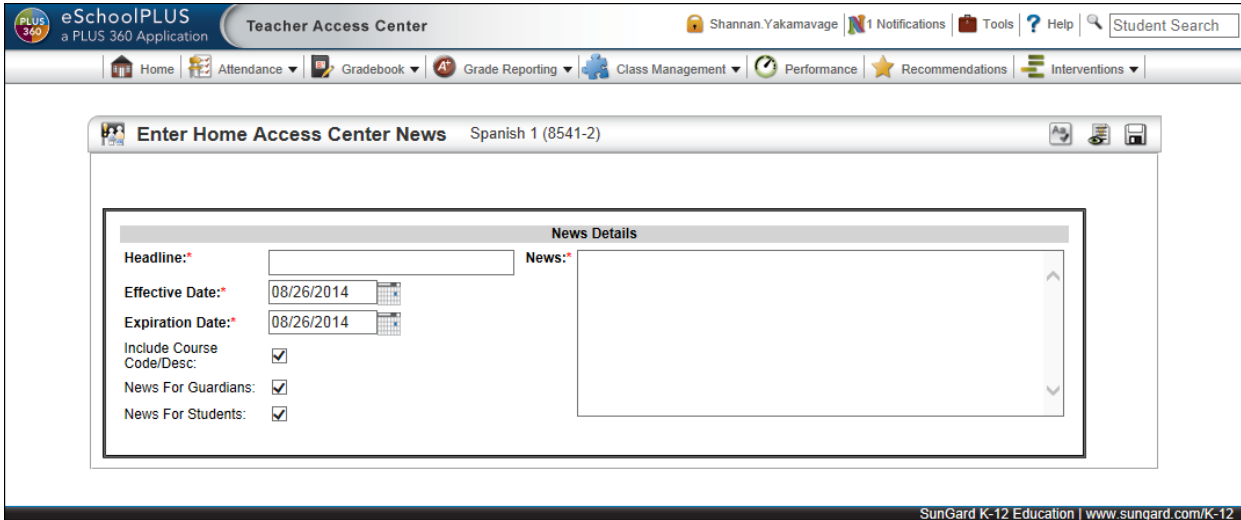 PLUS 360 eSchoolPLUS
a PLUS 360 Application
Teacher Access Center
Shannan.Yakamavage N 1 Notifications Tools ? Help Student Search
Home Attendance Gradebook A+ Grade Reporting Class Management Performance Recommendations Interventions
Enter Home Access Center News Spanish 1 (8541-2)
News Details
Headline:* News:*
Effective Date:* 08/26/2014
Expiration Date:* 08/26/2014
Include Course
Code/Desc:
News For Guardians:
News For Students:
SunGard K-12 Education | www.sungard.com/K-12